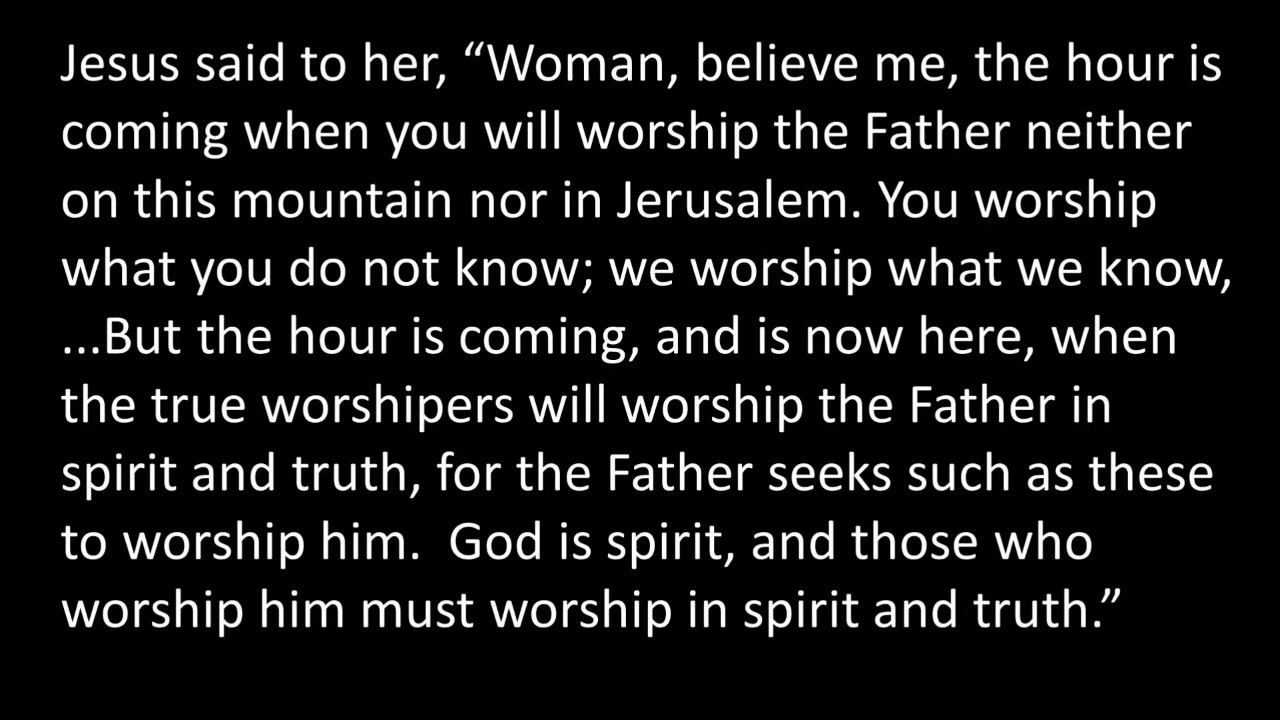 Jesus said to her, “Woman, believe me, the hour is
coming when you will worship the Father neither
on this mountain nor in Jerusalem. You worship
what you do not know; we worship what we know,
...But the hour is coming, and is now here, when
the true worshipers will worship the Father in
spirit and truth, for the Father seeks such as these
to worship him.  God is spirit, and those who
worship him must worship in spirit and truth.”